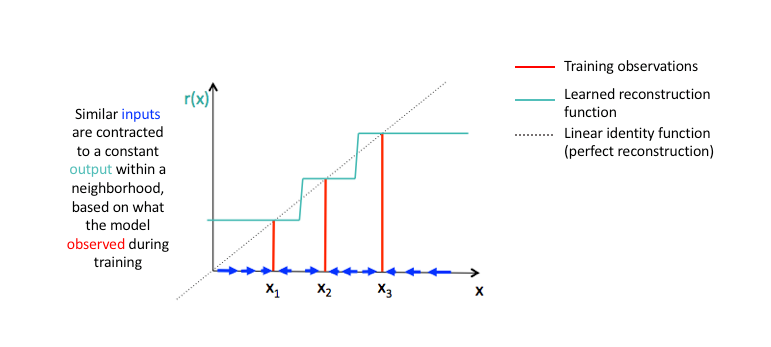 Similar inputs
are contracted
to a constant
output within a
neighborhood,
based on what
the model
observed during
training
r(x)
x1
x2
x3
x
Training observations
Learned reconstruction
function
Linear identity function
(perfect reconstruction)